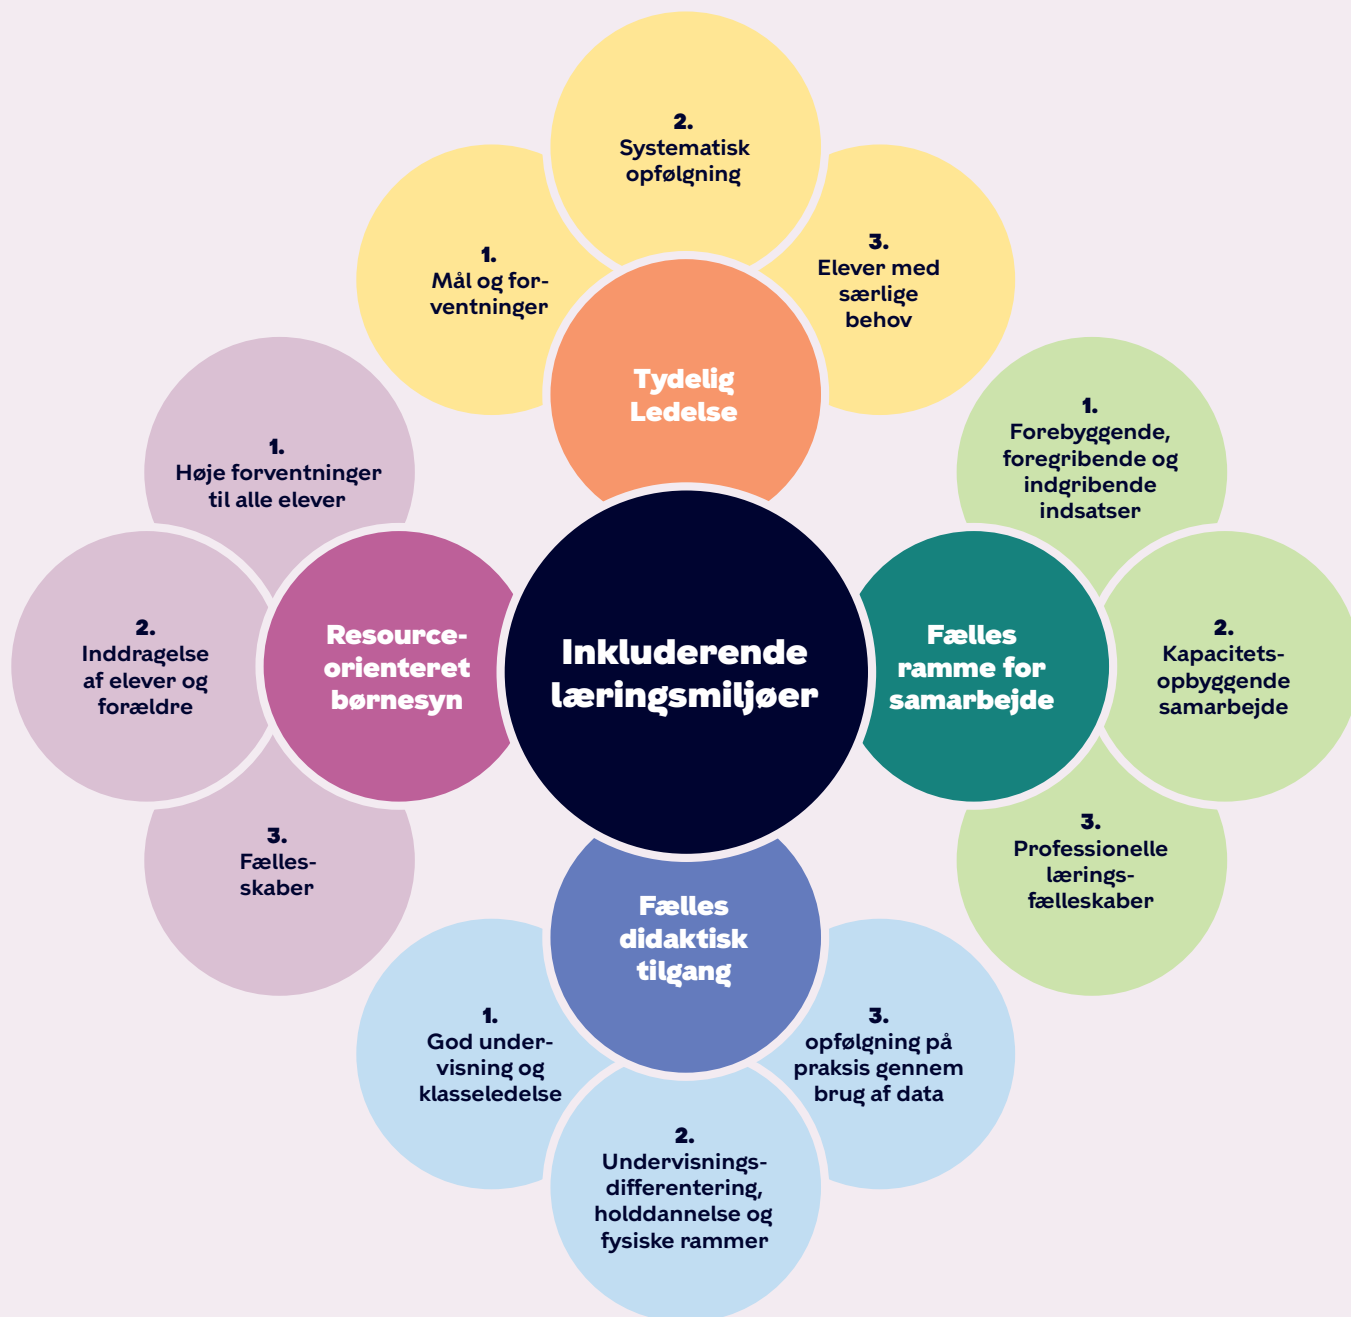 2.
Systematisk
opfølgning
1.
Mål og for-
ventninger
3.
Elever med
særlige
behov
Tydelig
Ledelse
1.
Høje forventninger
til alle elever
2.
Inddragelse
af elever og
forældre
3.
Fælles-
skaber
Resource-
orienteret
børnesyn
Inkluderende
læringsmiljøer
Fælles
ramme for
samarbejde
1.
Forebyggende,
foregribende og
indgribende
indsatser
2.
Kapacitets-
opbyggende
samarbejde
3.
Professionelle
lærings-
fælleskaber
Fælles
didaktisk
tilgang
1.
God under-
visning og
klasseledelse
2.
Undervisnings-
differentering,
holddannelse og
fysiske rammer
3.
opfølgning på
praksis gennem
brug af data